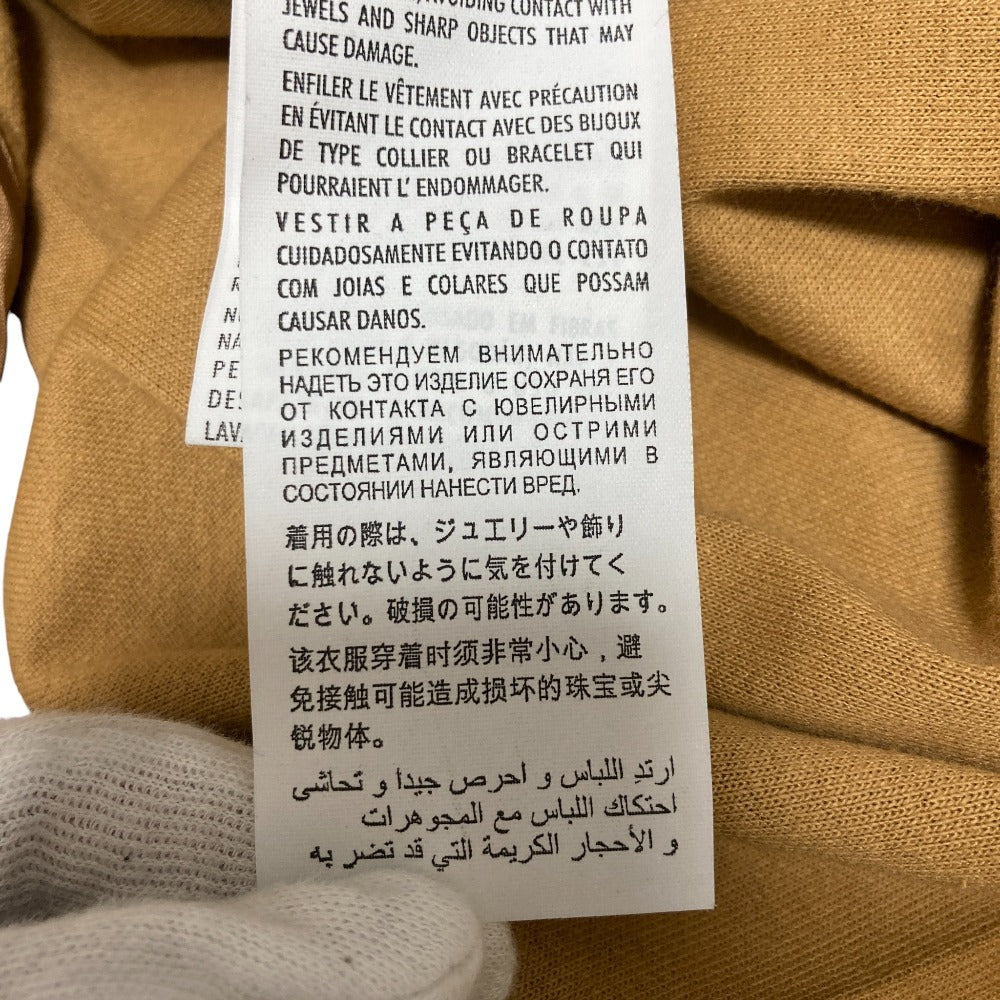 AVOIDING CONTACT WITH
JEWELS AND SHARP OBJECTS THAT MAY
CAUSE DAMAGE.
ENFILER LE VÊTEMENT AVEC PRÉCAUTION
EN ÉVITANT LE CONTACT AVEC DES BIJOUX
DE TYPE COLLIER OU BRACELET QUI
POURRAIENT L' ENDOMMAGER.
VESTIR A PEÇA DE ROUPA
CUIDADOSAMENTE EVITANDO O CONTATO
COM JOIAS E COLARES QUE POSSAM
CAUSAR DANOS.
РЕКОМЕНДУЕМ ВНИМАТЕЛЬНО
НАДЕТЬ ЭТО ИЗДЕЛИЕ СОХРАНЯ ЕГО
ОТ КОНТАКТА С ЮВЕЛИРНЫМИ
ИЗДЕЛИЯМИ ИЛИ ОСТРИМИ
ПРЕДМЕТАМИ, ЯВЛЯЮЩИМИ В
СОСТОЯНИИ НАНЕСТИ ВРЕД.
着用の際は、ジュエリーや飾り
に触れないように気を付けてく
ださい。破損の可能性があります。
该衣服穿着时须非常小心，避
免接触可能造成损坏的珠宝或尖
锐物体。
ارتدِ اللباس و احرص جيدا و تحاشى
احتكاك اللباس مع المجوهرات
و الأحجار الكريمة التي قد تضر به
NA
PE
DES
LAV